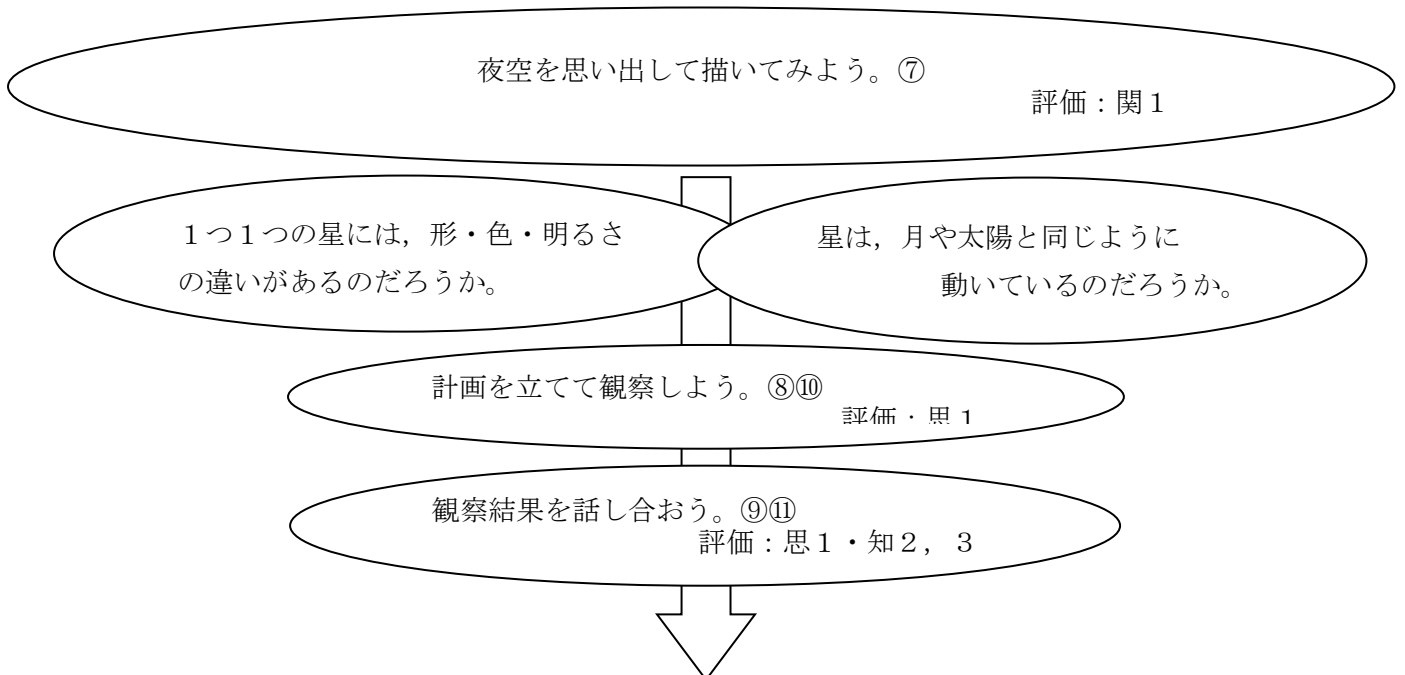 夜空を思い出して描いてみよう。⑦
評価：関１
１つ１つの星には，形・色・明るさ
の違いがあるのだろうか。
星は，月や太陽と同じように
動いているのだろうか。
計画を立てて観察しよう。⑧⑩
評価：思１
観察結果を話し合おう。⑨⑪
評価：思１・知２，３